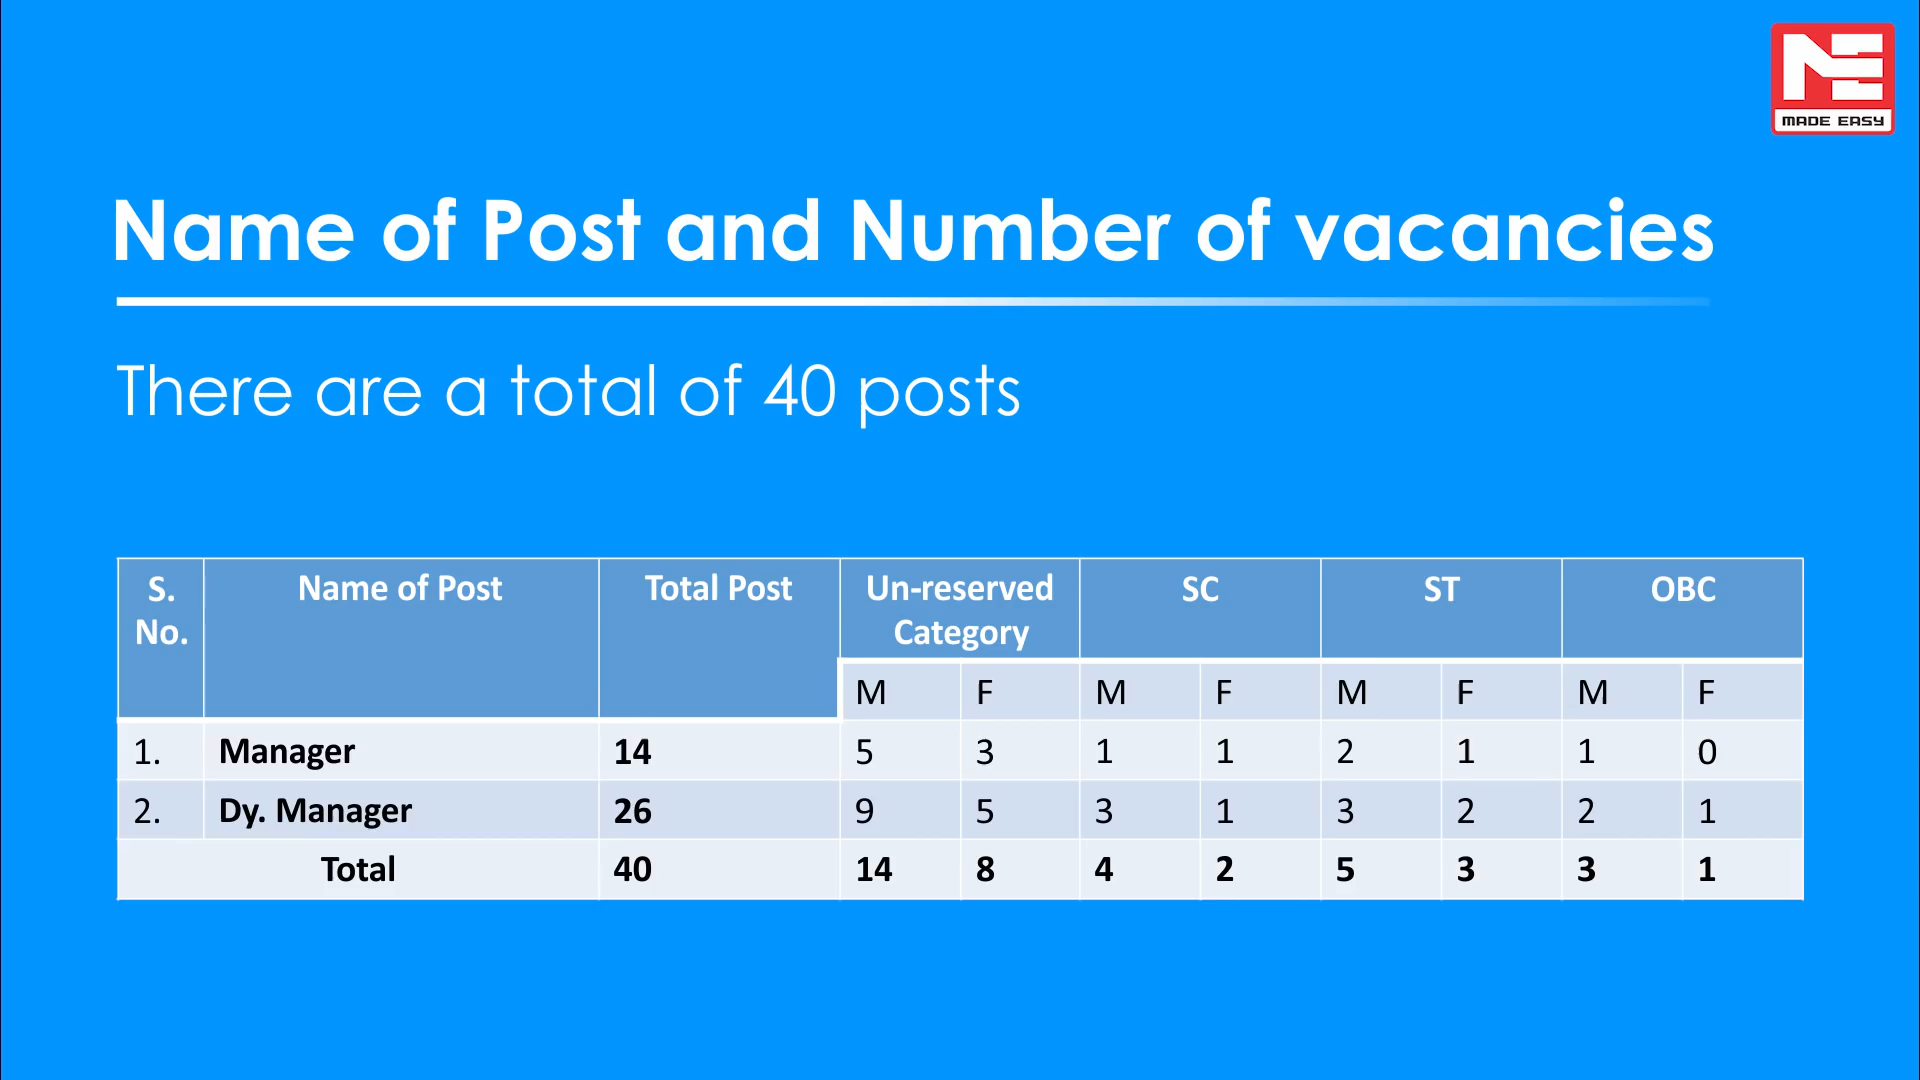 MADE EASY
Name of Post and Number of vacancies
There are a total of 40 posts
S. No. Name of Post Total Post Un-reserved Category SC ST OBC
M F M F M F M F
1. Manager 14 5 3 1 1 2 1 1 0
2. Dy. Manager 26 9 5 3 1 3 2 2 1
Total 40 14 8 4 2 5 3 3 1